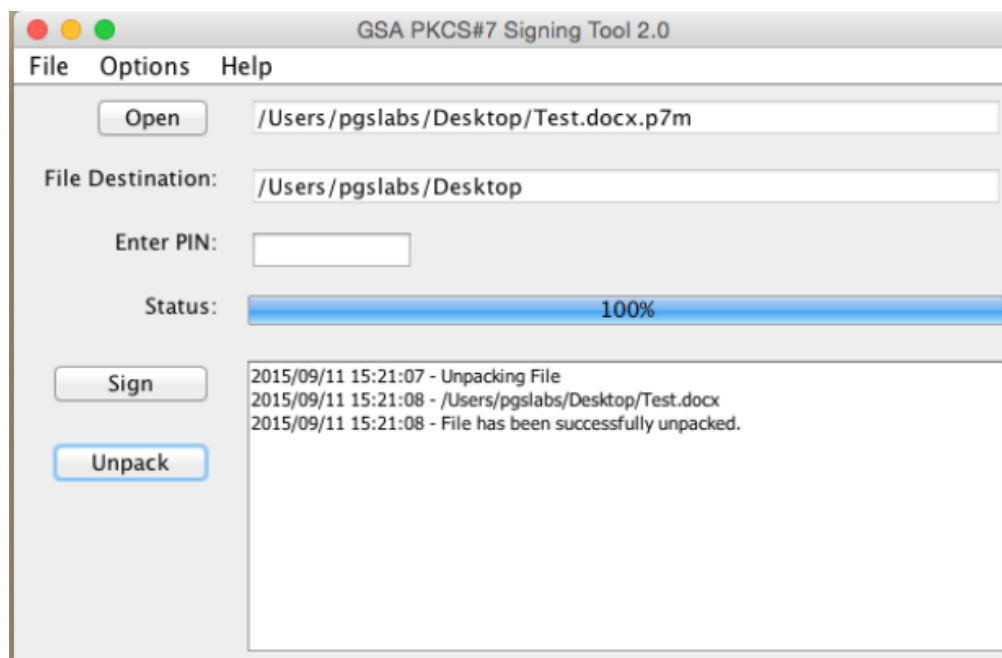 GSA PKCS#7 Signing Tool 2.0
File Options Help
Open /Users/pgslabs/Desktop/Test.docx.p7m
File Destination: /Users/pgslabs/Desktop
Enter PIN:
Status: 100%
Sign
2015/09/11 15:21:07 - Unpacking File
2015/09/11 15:21:08 - /Users/pgslabs/Desktop/Test.docx
2015/09/11 15:21:08 - File has been successfully unpacked.
Unpack